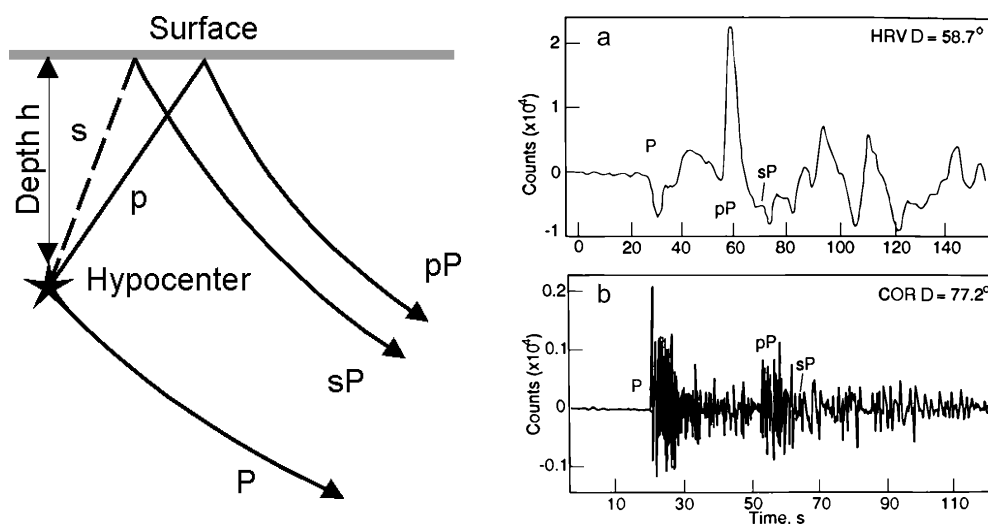 Surface
Depth h
s
p
Hypocenter
pP
sP
P
a
HRV D = 58.7°
Counts (x10⁴)
2
1
0
-1
P
sP
pP
0 20 40 60 80 100 120 140
b
COR D = 77.2°
Counts (x10⁴)
0.2
0.1
0
-0.1
P
pP
sP
10 30 50 70 90 110
Time, s